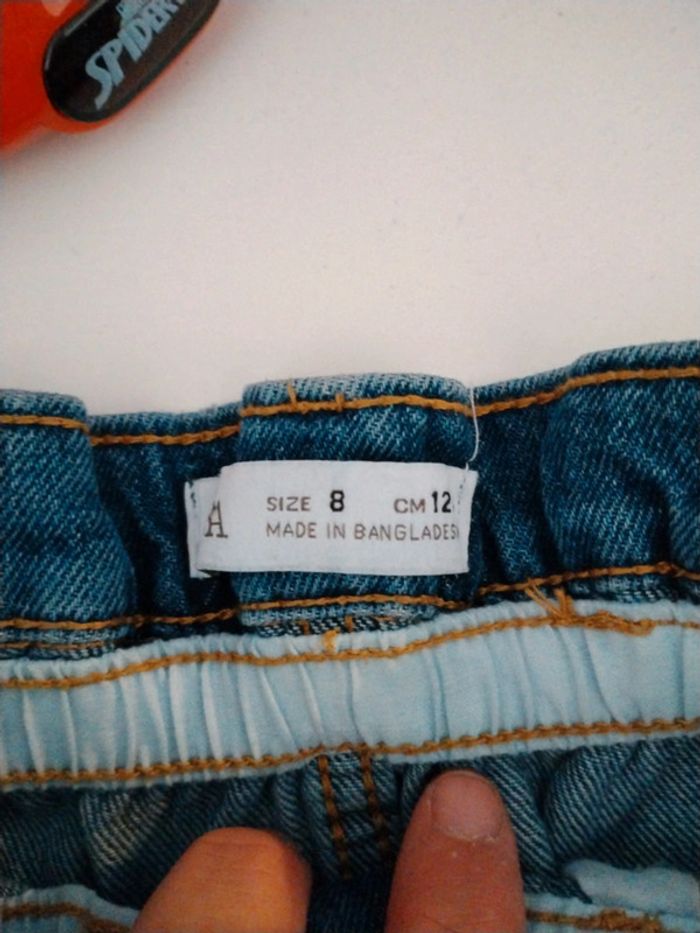 SPIDER
A
SIZE 8 CM 12
MADE IN BANGLADES